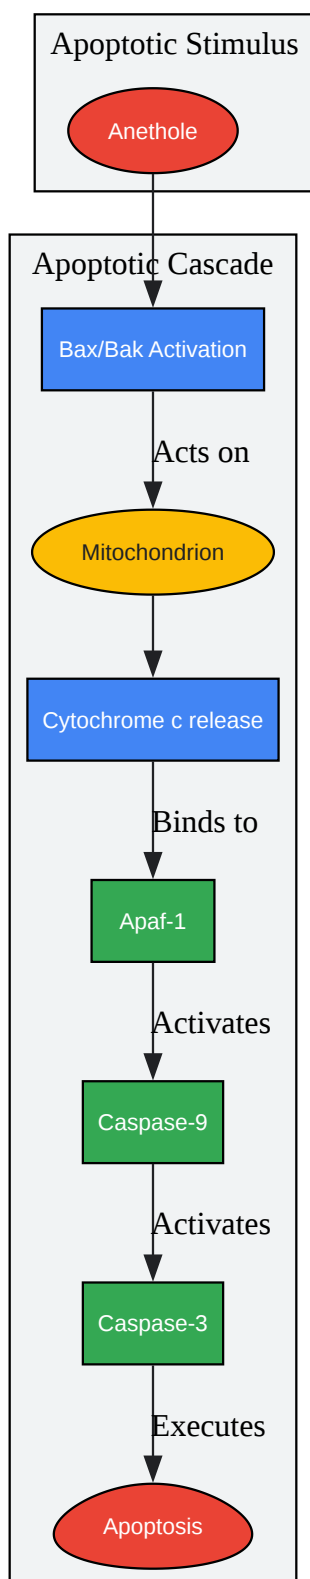 Apoptotic Stimulus
Anethole
Apoptotic Cascade
Bax/Bak Activation
Acts on
Mitochondrion
Cytochrome c release
Binds to
Apaf-1
Activates
Caspase-9
Activates
Caspase-3
Executes
Apoptosis